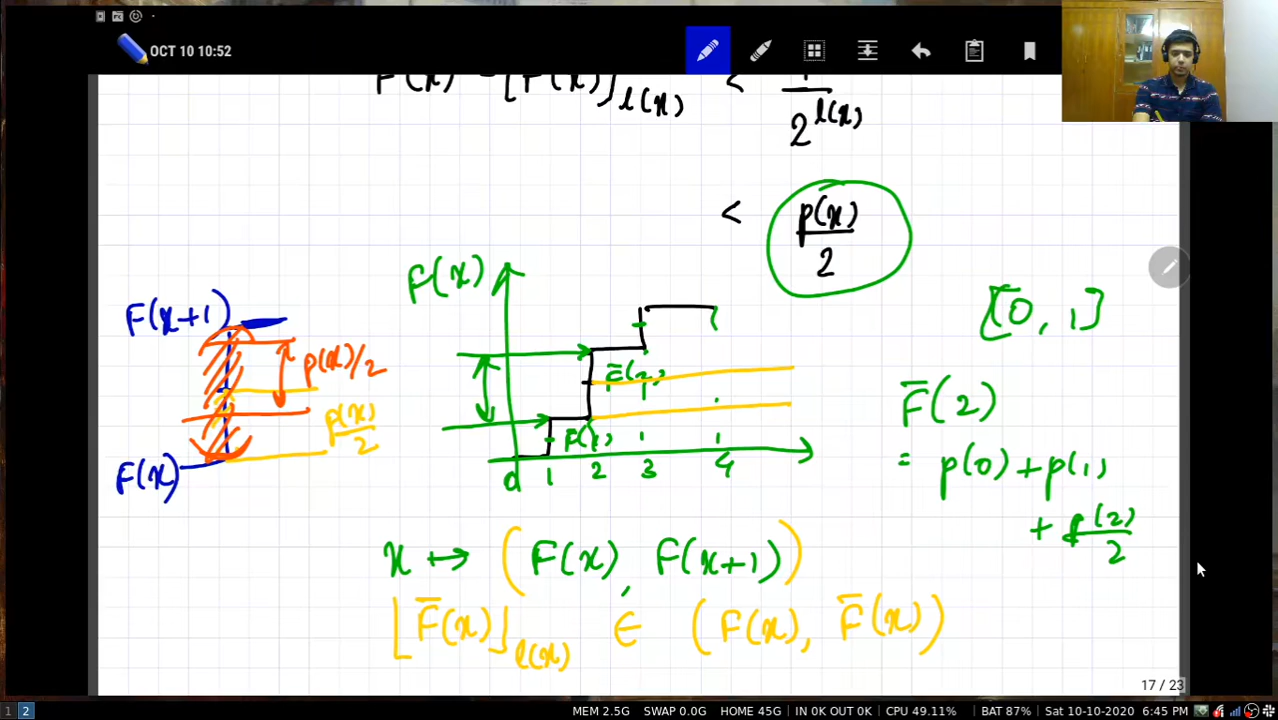 OCT 10 10:52
F(x) - ⌊F̄(x)⌋_{l(x)} < 1/2^{l(x)}
< p(x)/2
F(x)
F(x+1)
p(x)/2
p(x)/2
F(x)
F̄(2)
F̄(1)
0 1 2 3 4
[0, 1]
F̄(2)
= p(0) + p(1)
+ p(2)/2
x ↦ (F(x), F(x+1))
⌊F̄(x)⌋_{l(x)} ∈ (F(x), F̄(x))
17 / 23
1 2 MEM 2.5G SWAP 0.0G HOME 45G IN 0K OUT 0K CPU 49.11% BAT 87% Sat 10-10-2020 6:45 PM